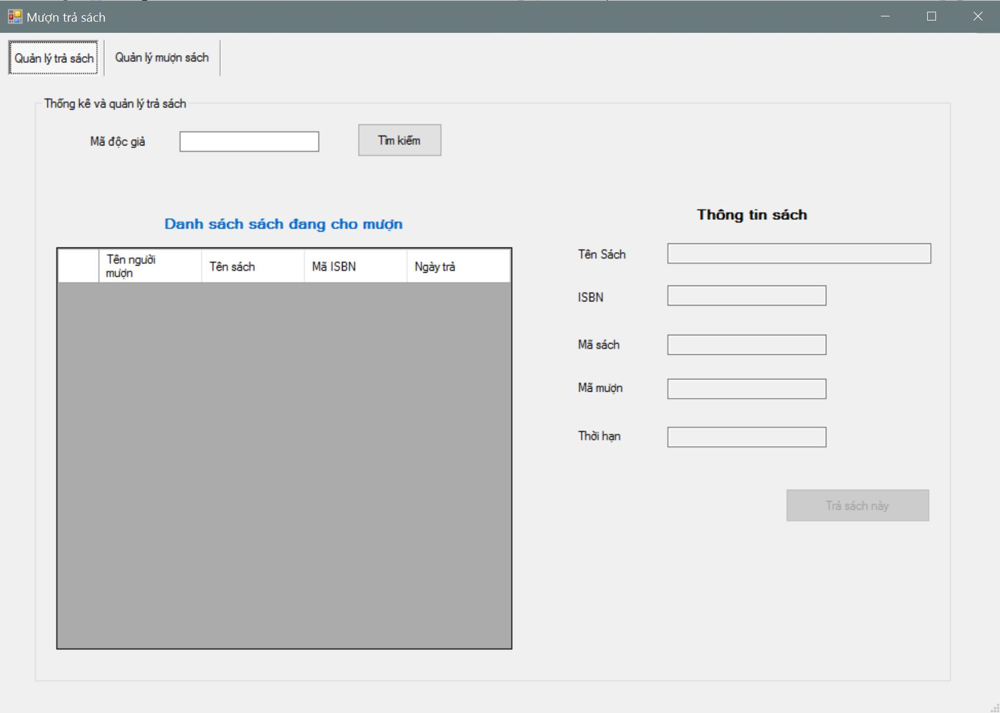 Mượn trả sách
Quản lý trả sách
Quản lý mượn sách
Thống kê và quản lý trả sách
Mã độc giả
Tìm kiếm
Danh sách sách đang cho mượn
Tên người
mượn
Tên sách
Mã ISBN
Ngày trả
Thông tin sách
Tên Sách
ISBN
Mã sách
Mã mượn
Thời hạn
Trả sách này